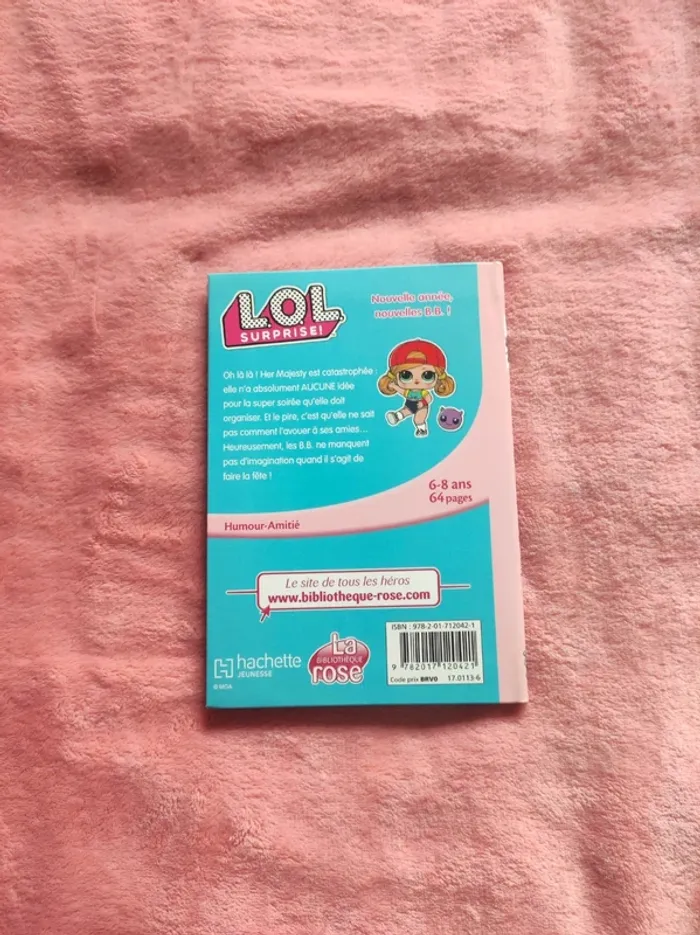 L.O.L.
SURPRISE!
Nouvelle année,
nouvelles B.B. !
Oh là là ! Her Majesty est catastrophée :
elle n'a absolument AUCUNE idée
pour la super soirée qu'elle doit
organiser. Et le pire, c'est qu'elle ne sait
pas comment l'avouer à ses amies...
Heureusement, les B.B. ne manquent
pas d'imagination quand il s'agit de
faire la fête !
6-8 ans
64 pages
Humour-Amitié
Le site de tous les héros
www.bibliotheque-rose.com
hachette
JEUNESSE
© MGA
La
BIBLIOTHÈQUE
rose
ISBN : 978-2-01-712042-1
9 782017 120421
Code prix BRV0 17.0113-6